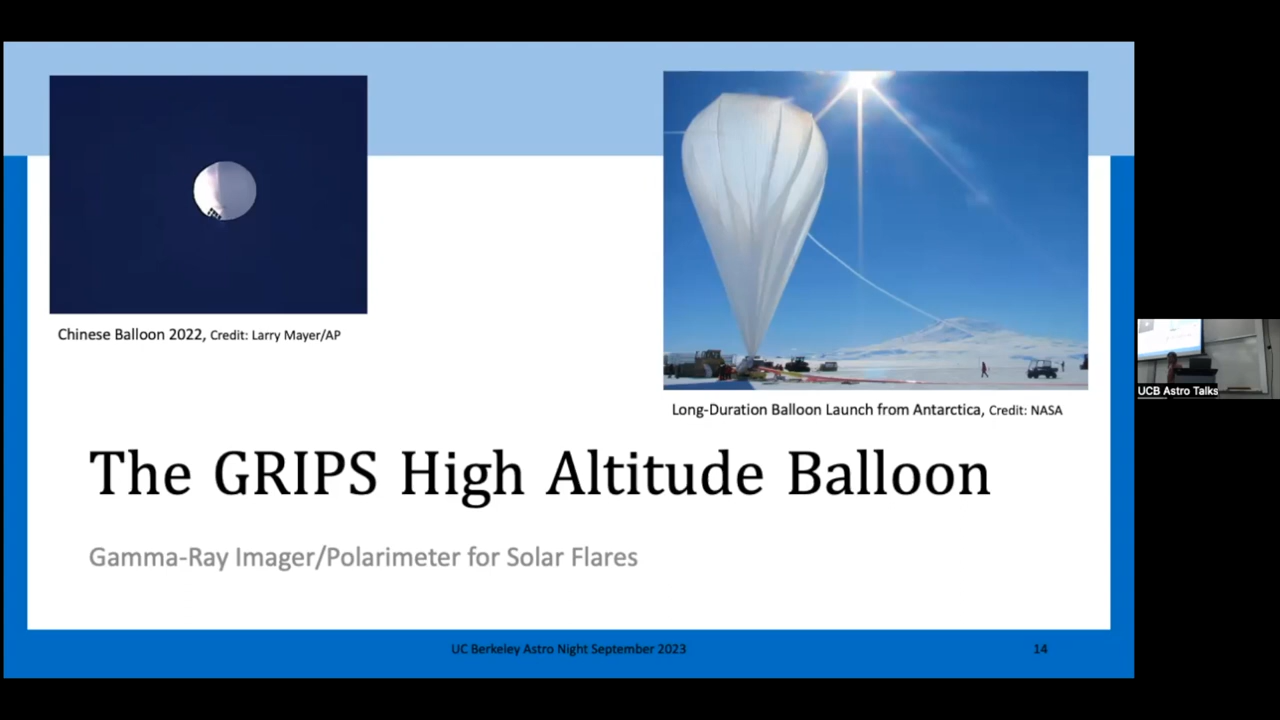 Chinese Balloon 2022, Credit: Larry Mayer/AP
Long-Duration Balloon Launch from Antarctica, Credit: NASA
The GRIPS High Altitude Balloon
Gamma-Ray Imager/Polarimeter for Solar Flares
UC Berkeley Astro Night September 2023
14
UCB Astro Talks